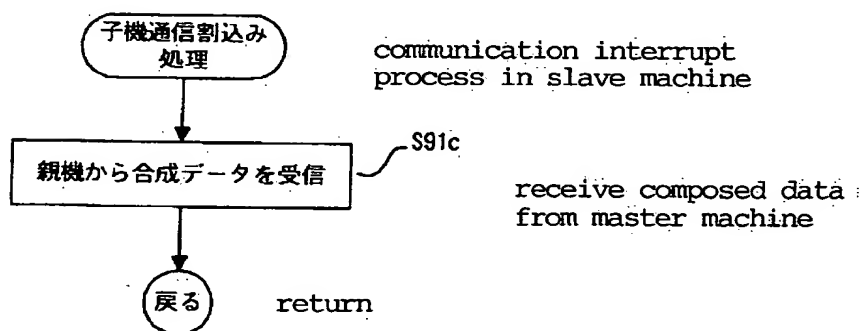 子機通信割込み
処理
communication interrupt
process in slave machine
S91c
親機から合成データを受信
receive composed data
from master machine
戻る
return